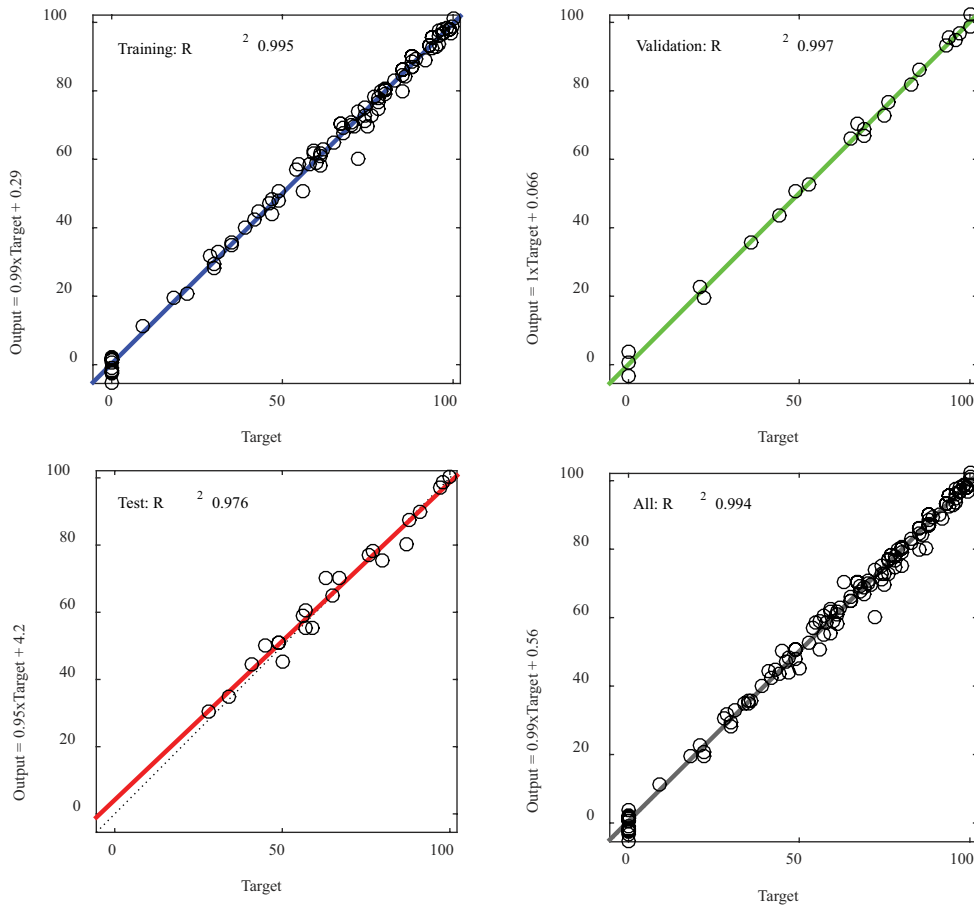 100
80
60
40
20
0
Training: R 2 0.995
Output = 0.99xTarget + 0.29
0 50 100
Target
100
80
60
40
20
0
Validation: R 2 0.997
Output = 1xTarget + 0.066
0 50 100
Target
100
80
60
40
20
0
Test: R 2 0.976
Output = 0.95xTarget + 4.2
0 50 100
Target
100
80
60
40
20
0
All: R 2 0.994
Output = 0.99xTarget + 0.56
0 50 100
Target